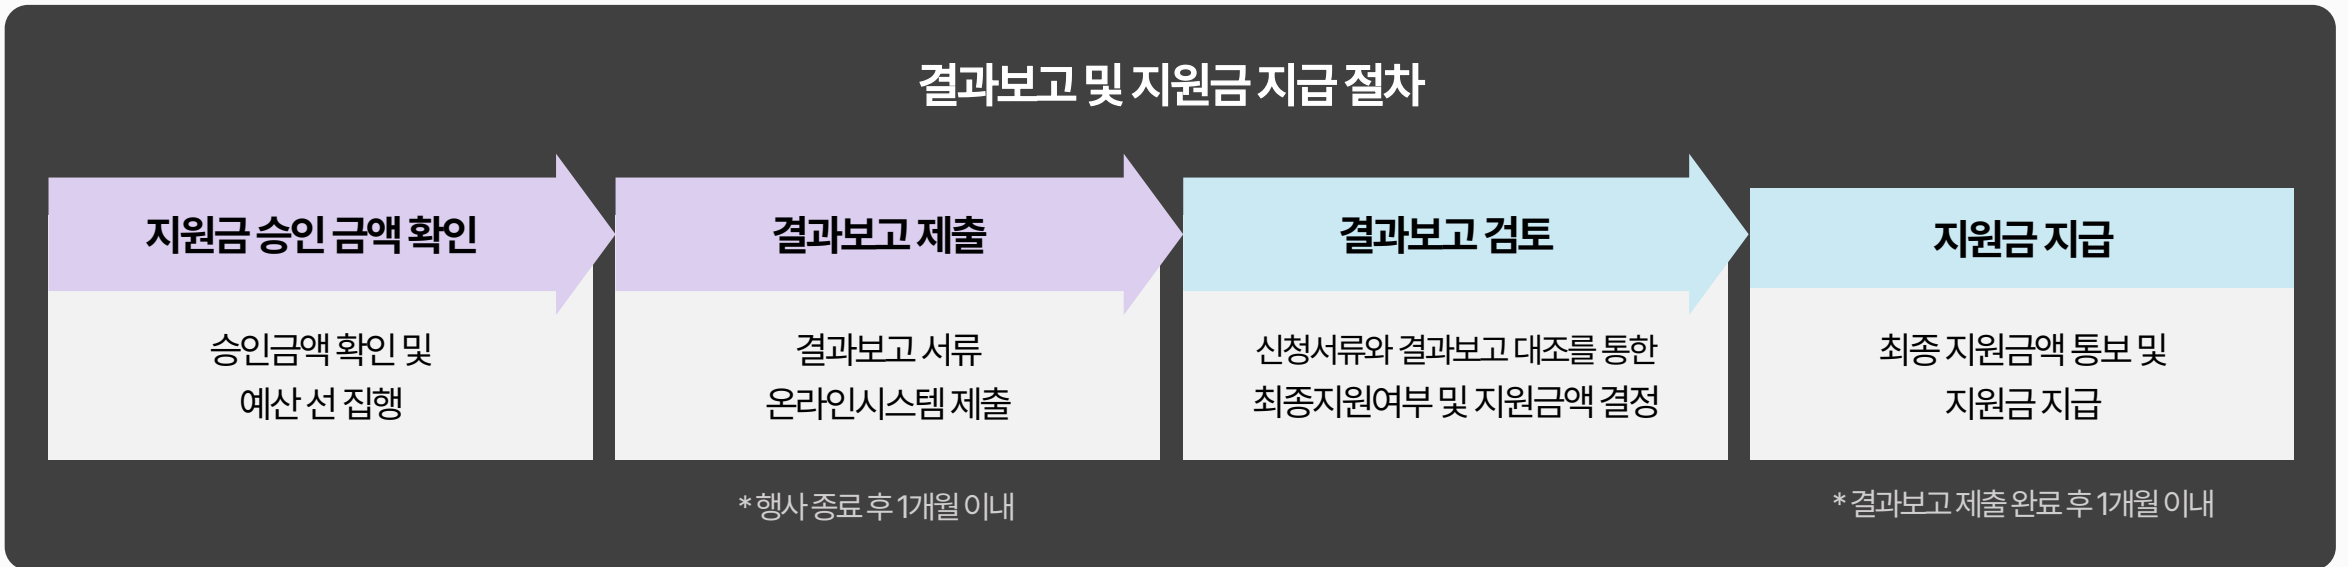 결과보고 및 지원금 지급 절차
지원금 승인 금액 확인
승인금액 확인 및
예산 선 집행
결과보고 제출
결과보고 서류
온라인시스템 제출
* 행사 종료 후 1개월 이내
결과보고 검토
신청서류와 결과보고 대조를 통한
최종지원여부 및 지원금액 결정
지원금 지급
최종 지원금액 통보 및
지원금 지급
* 결과보고 제출 완료 후 1개월 이내